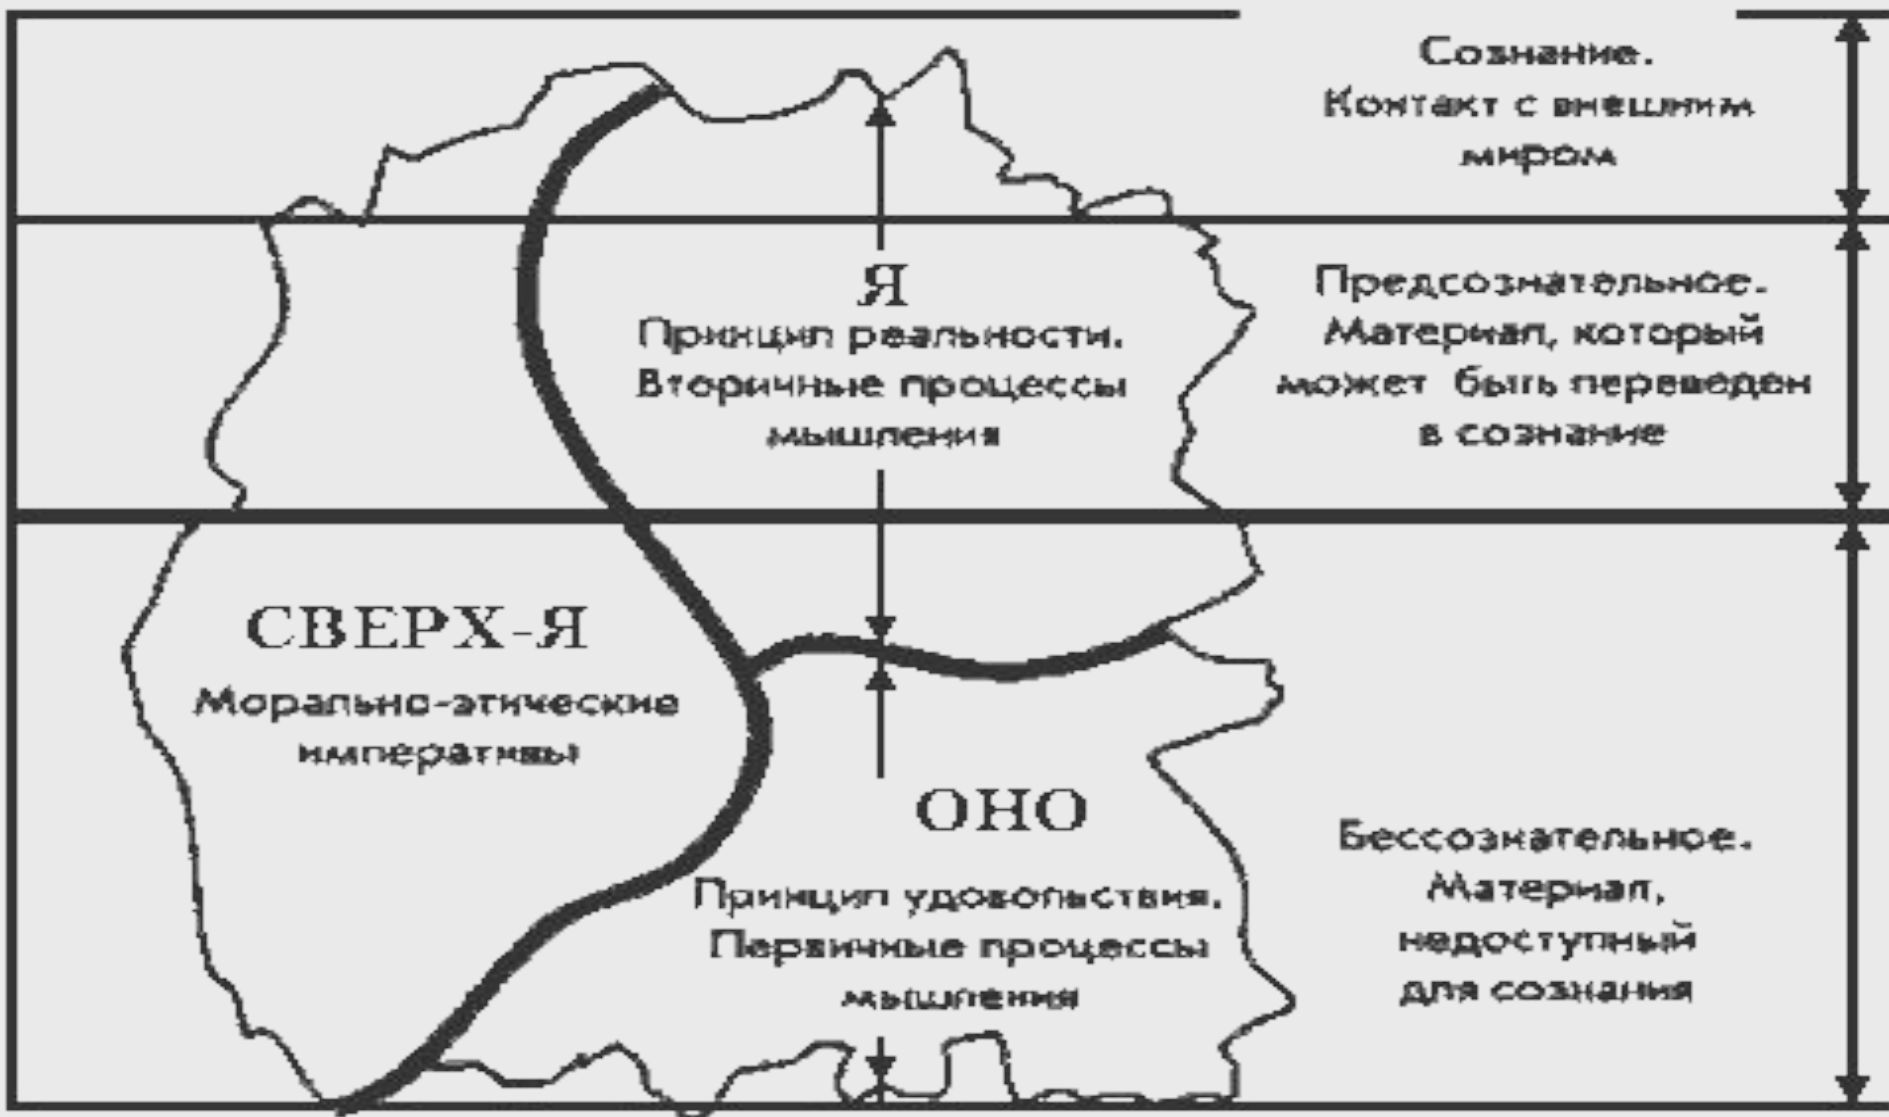 Сознание.
Контакт с внешним
миром
Я
Принцип реальности.
Вторичные процессы
мышления
Предсознательное.
Материал, который
может быть переведен
в сознание
СВЕРХ-Я
Морально-этические
императивы
ОНО
Принцип удовольствия.
Первичные процессы
мышления
Бессознательное.
Материал,
недоступный
для сознания